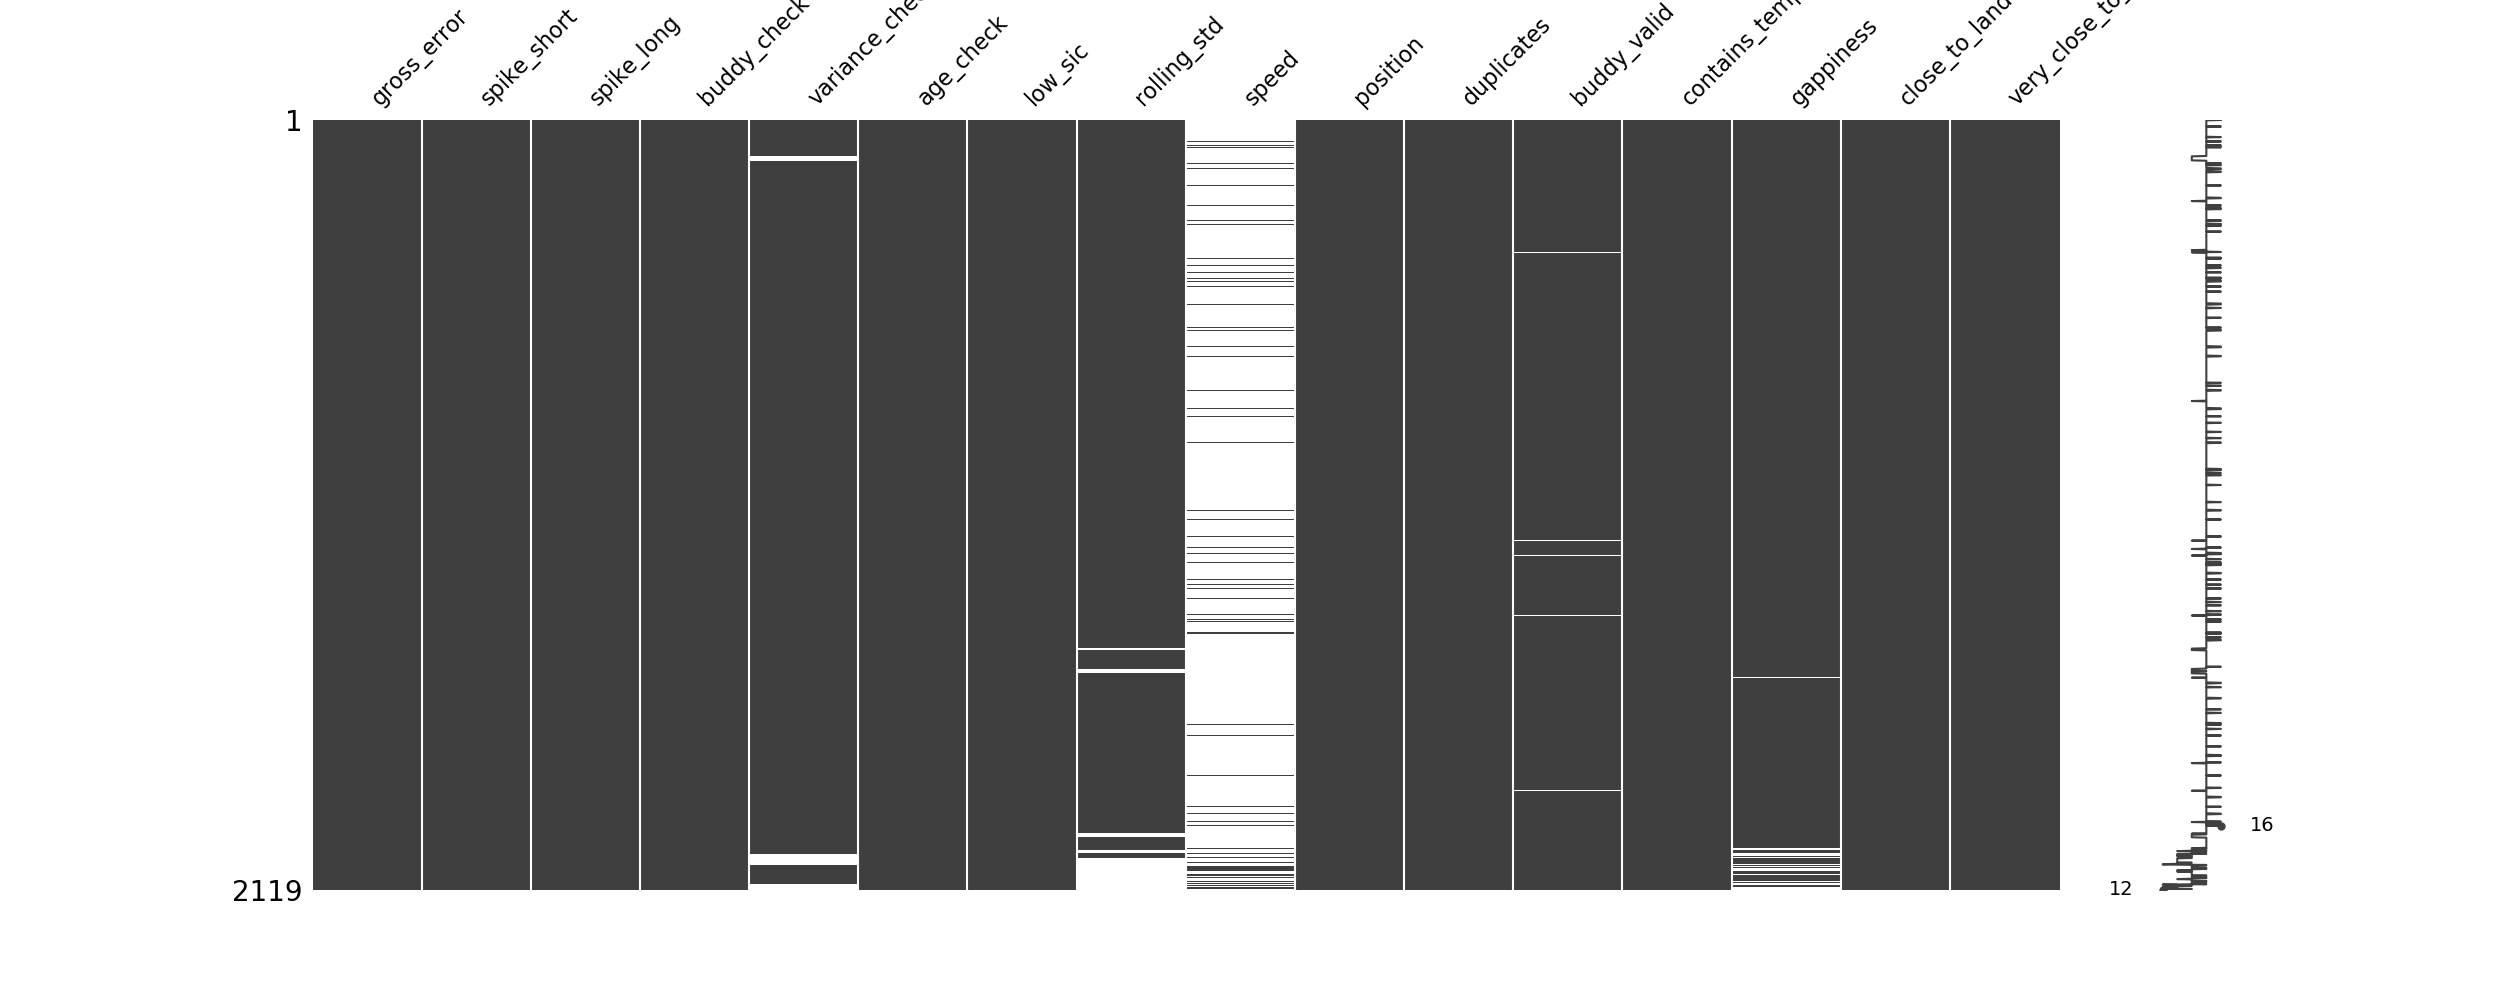 gross_error
spike_short
spike_long
buddy_check
age_check
low_sic
rolling_std
speed
position
duplicates
buddy_valid
gappiness
close_to_land
1
2119
16
12